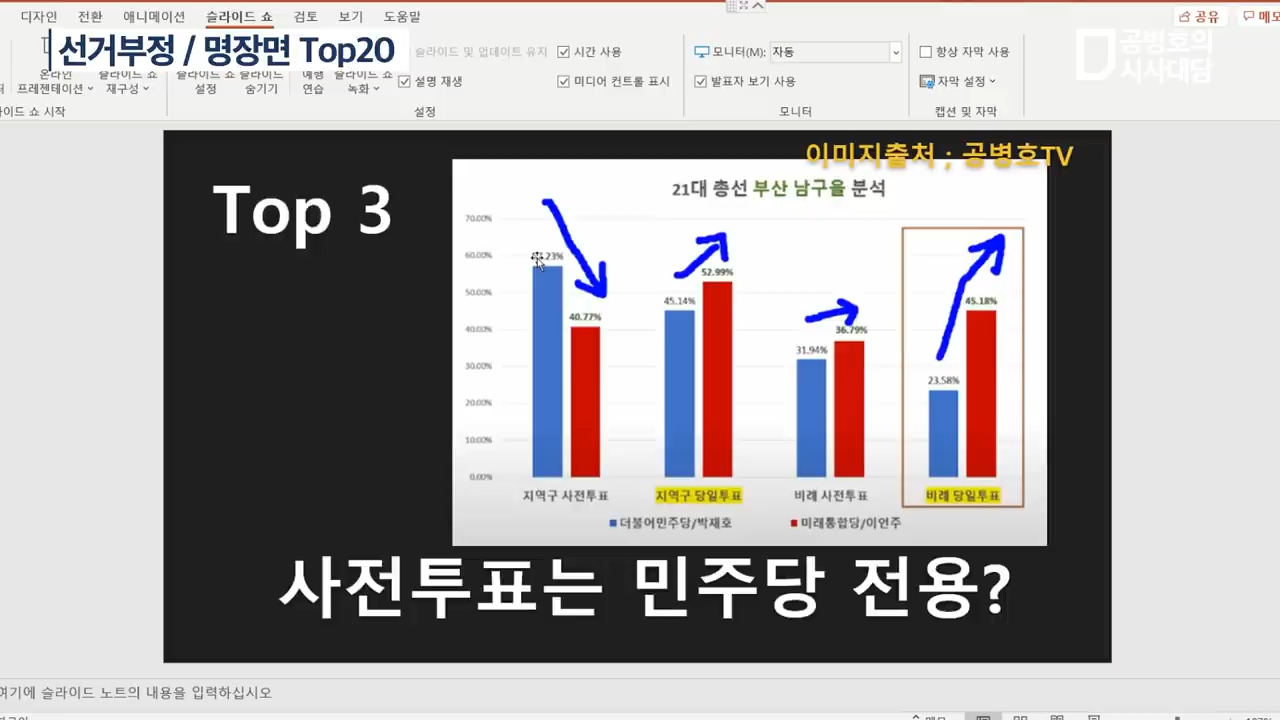 디자인 전환 애니메이션 슬라이드 쇼 검토 보기 도움말
공유
선거부정 / 명장면 Top20
슬라이드 및 업데이트 유지
시간 사용
모니터(M): 자동
항상 자막 사용
공병호의
시사대담
온라인
프레젠테이션
슬라이드 쇼
재구성
슬라이드 쇼
설정
슬라이드
숨기기
예행
연습
슬라이드 쇼
녹화
설명 재생
미디어 컨트롤 표시
발표자 보기 사용
자막 설정
설정
모니터
캡션 및 자막
이미지출처 ; 공병호TV
Top 3
21대 총선 부산 남구을 분석
70.00%
60.00%
50.00%
40.00%
30.00%
20.00%
10.00%
0.00%
40.77%
45.14%
52.99%
31.94%
36.79%
23.58%
45.18%
지역구 사전투표
지역구 당일투표
비례 사전투표
비례 당일투표
더불어민주당/박재호
미래통합당/이언주
사전투표는 민주당 전용?
여기에 슬라이드 노트의 내용을 입력하십시오